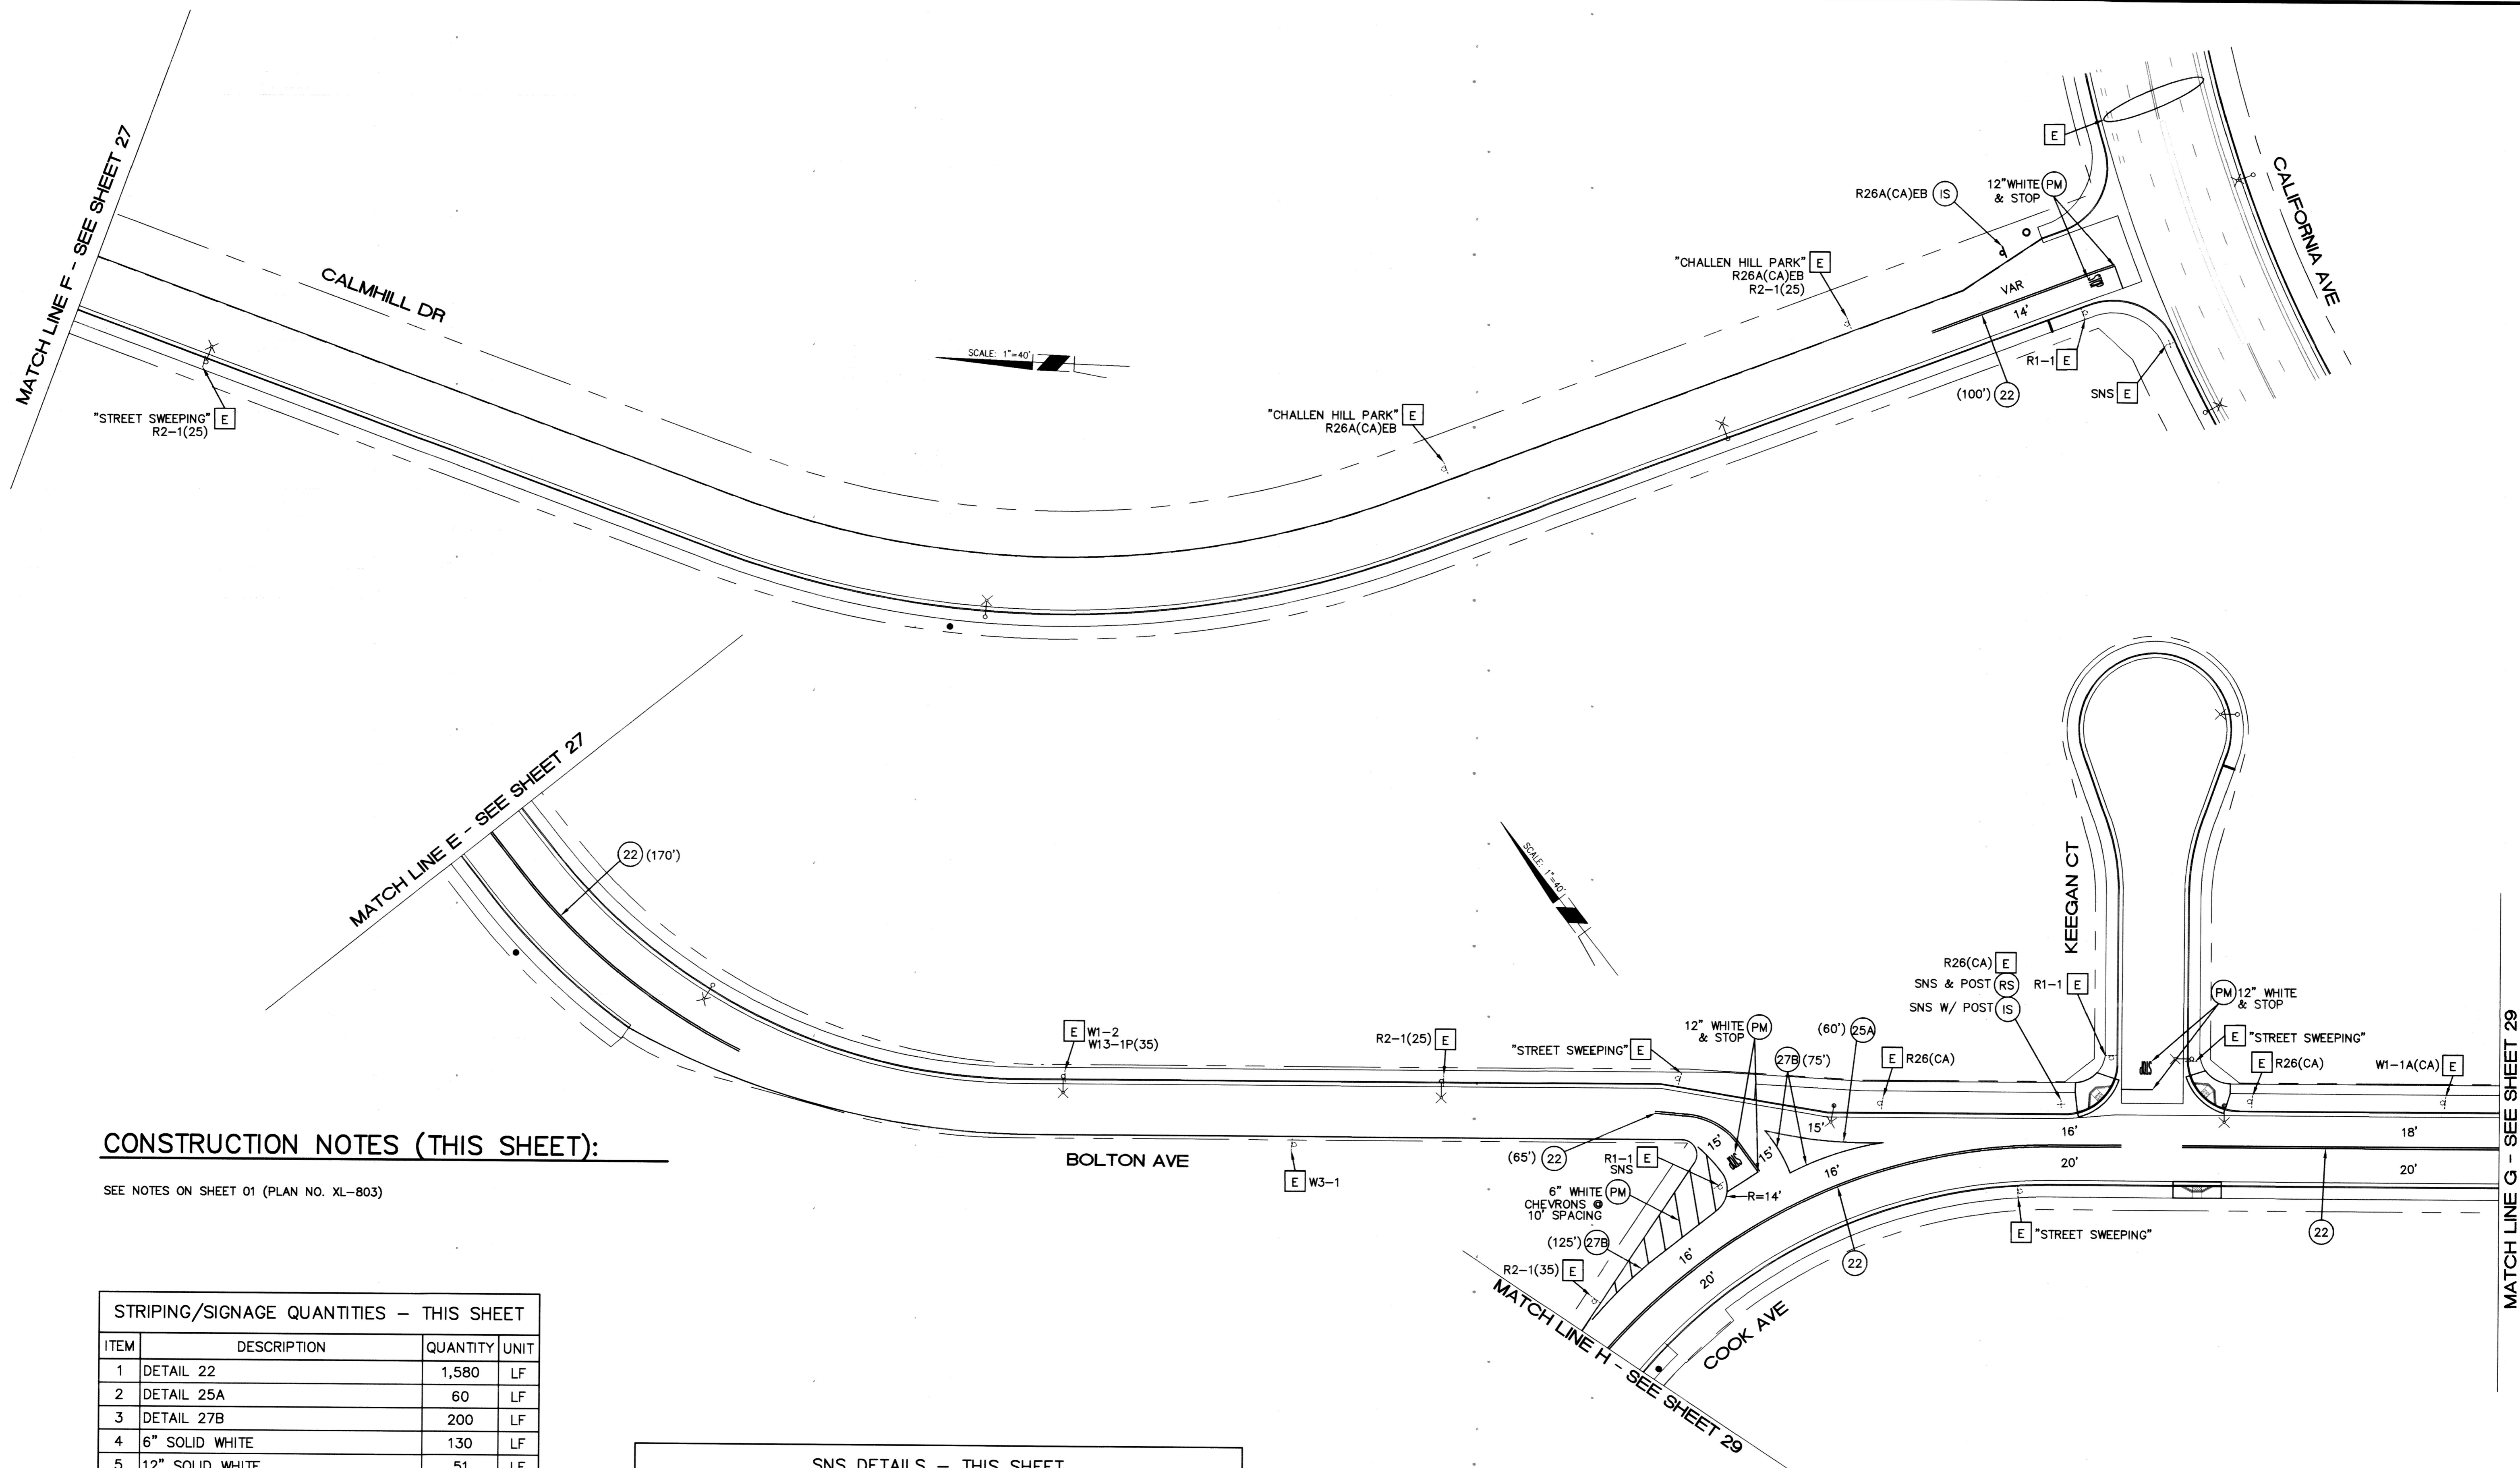 MATCH LINE F - SEE SHEET 27
CALMHILL DR
"STREET SWEEPING" E
R2-1(25)
SCALE: 1"=40'
"CHALLEN HILL PARK" E
R26A(CA)EB
"CHALLEN HILL PARK" E
R26A(CA)EB
R2-1(25)
R26A(CA)EB IS
12"WHITE PM
& STOP
E
CALIFORNIA AVE
VAR
14'
STOP
R1-1 E
(100') 22
SNS E
MATCH LINE E - SEE SHEET 27
22 (170')
SCALE: 1"=40'
E W1-2
W13-1P(35)
R2-1(25) E
"STREET SWEEPING" E
12" WHITE PM
& STOP
(60') 25A
27B (75')
E R26(CA)
KEEGAN CT
R26(CA) E
SNS & POST RS
SNS W/ POST IS
R1-1 E
PM 12" WHITE
& STOP
E "STREET SWEEPING"
E R26(CA)
W1-1A(CA) E
STOP
BOLTON AVE
E W3-1
(65') 22
R1-1 E
SNS
15'
STOP
15'
15'
16'
16'
20'
18'
20'
R=14'
6" WHITE PM
CHEVRONS @
10' SPACING
(125') 27B
R2-1(35) E
16'
20'
22
E "STREET SWEEPING"
22
COOK AVE
MATCH LINE H - SEE SHEET 29
MATCH LINE G - SEE SHEET 29
CONSTRUCTION NOTES (THIS SHEET):
SEE NOTES ON SHEET 01 (PLAN NO. XL-803)
STRIPING/SIGNAGE QUANTITIES - THIS SHEET
ITEM DESCRIPTION QUANTITY UNIT
1 DETAIL 22 1,580 LF
2 DETAIL 25A 60 LF
3 DETAIL 27B 200 LF
4 6" SOLID WHITE 130 LF
5 12" SOLID WHITE 51 LF
SNS DETAILS - THIS SHEET